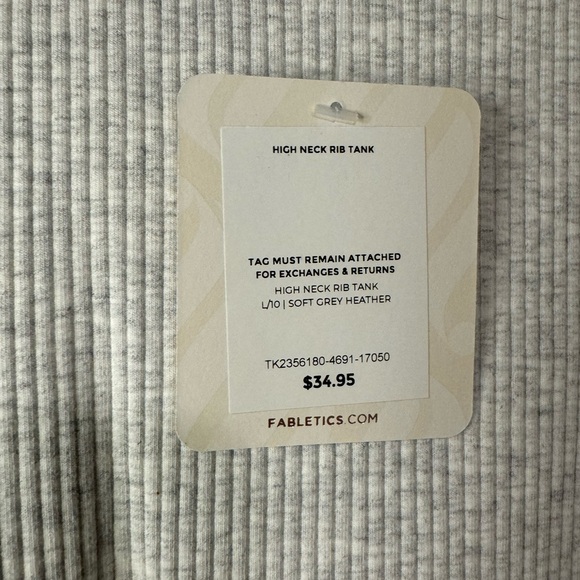 HIGH NECK RIB TANK
TAG MUST REMAIN ATTACHED
FOR EXCHANGES & RETURNS
HIGH NECK RIB TANK
L/10 | SOFT GREY HEATHER
TK2356180-4691-17050
$34.95
FABLETICS.COM